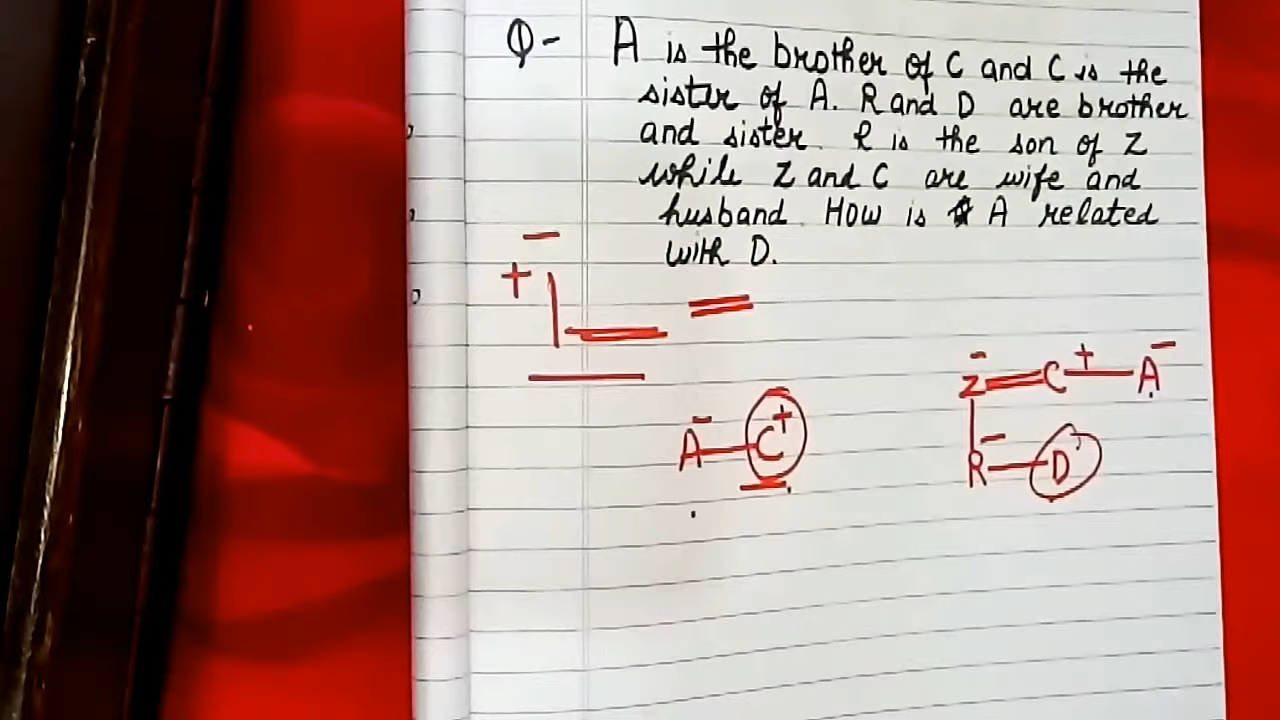 Q- A is the brother of C and C is the
sister of A. R and D are brother
and sister. R is the son of Z
while Z and C are wife and
husband. How is A related
with D.
-
+
=
- + -
Z = C — A
A- — C+
-
R — D